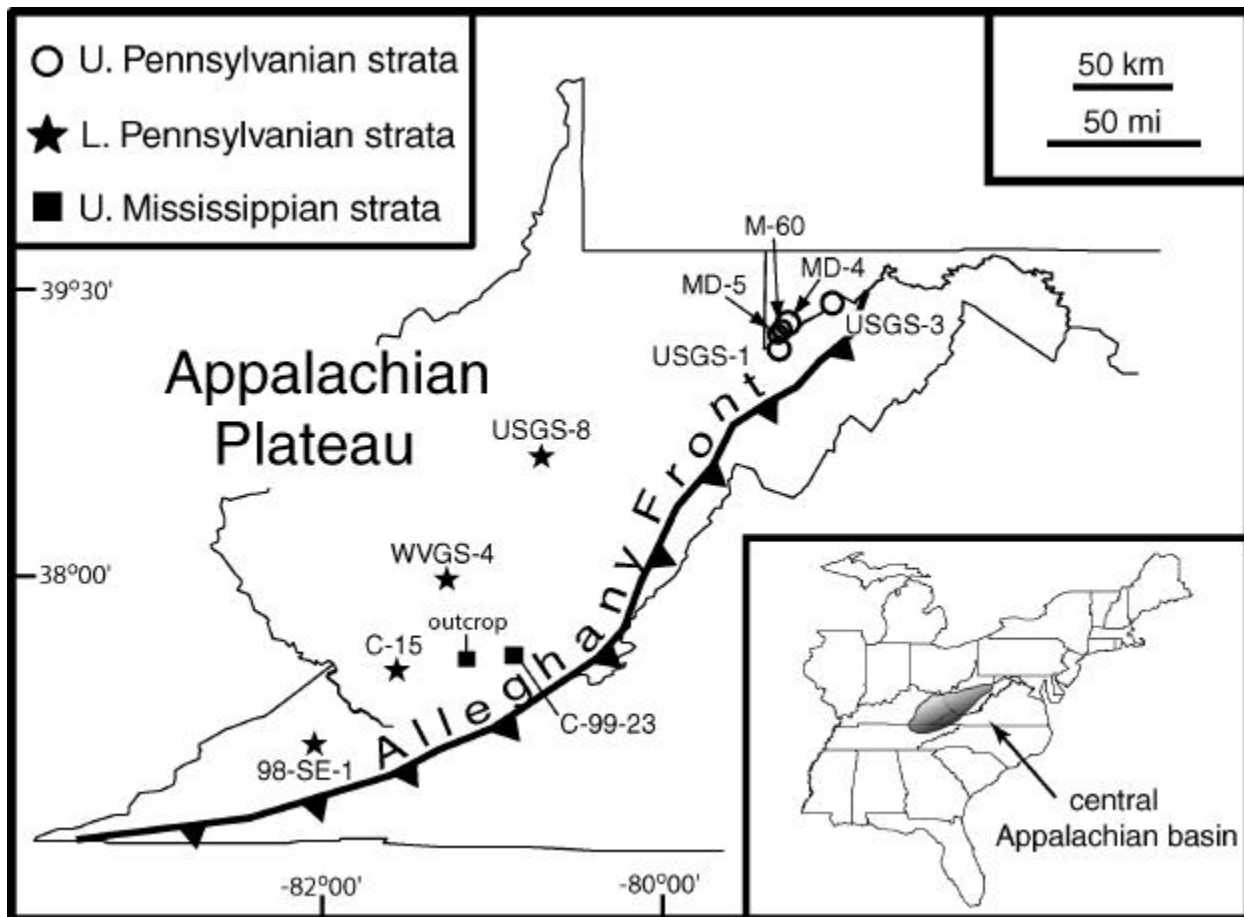 U. Pennsylvanian strata
L. Pennsylvanian strata
U. Mississippian strata
50 km
50 mi
M-60
MD-4
MD-5
39°30'
USGS-3
USGS-1
Appalachian
Plateau
USGS-8
Alleghany Front
WVGS-4
38°00'
outcrop
C-15
C-99-23
98-SE-1
central
Appalachian basin
-82°00'
-80°00'